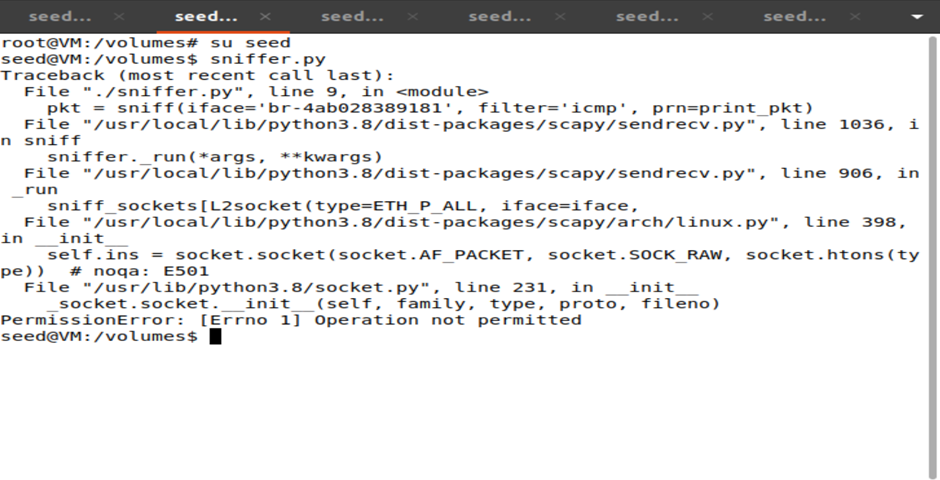 seed... × seed... × seed... × seed... × seed... × seed... ×
root@VM:/volumes# su seed
seed@VM:/volumes$ sniffer.py
Traceback (most recent call last):
  File "./sniffer.py", line 9, in <module>
    pkt = sniff(iface='br-4ab028389181', filter='icmp', prn=print_pkt)
  File "/usr/local/lib/python3.8/dist-packages/scapy/sendrecv.py", line 1036, i
n sniff
    sniffer._run(*args, **kwargs)
  File "/usr/local/lib/python3.8/dist-packages/scapy/sendrecv.py", line 906, in
 _run
    sniff_sockets[L2socket(type=ETH_P_ALL, iface=iface,
  File "/usr/local/lib/python3.8/dist-packages/scapy/arch/linux.py", line 398,
in __init__
    self.ins = socket.socket(socket.AF_PACKET, socket.SOCK_RAW, socket.htons(ty
pe))  # noqa: E501
  File "/usr/lib/python3.8/socket.py", line 231, in __init__
    _socket.socket.__init__(self, family, type, proto, fileno)
PermissionError: [Errno 1] Operation not permitted
seed@VM:/volumes$